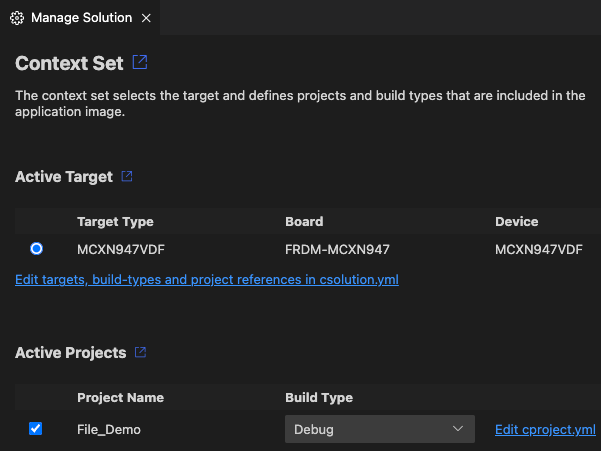 Manage Solution
Context Set
The context set selects the target and defines projects and build types that are included in the
application image.
Active Target
Target Type Board Device
MCXN947VDF FRDM-MCXN947 MCXN947VDF
Edit targets, build-types and project references in csolution.yml
Active Projects
Project Name Build Type
File_Demo Debug Edit cproject.yml